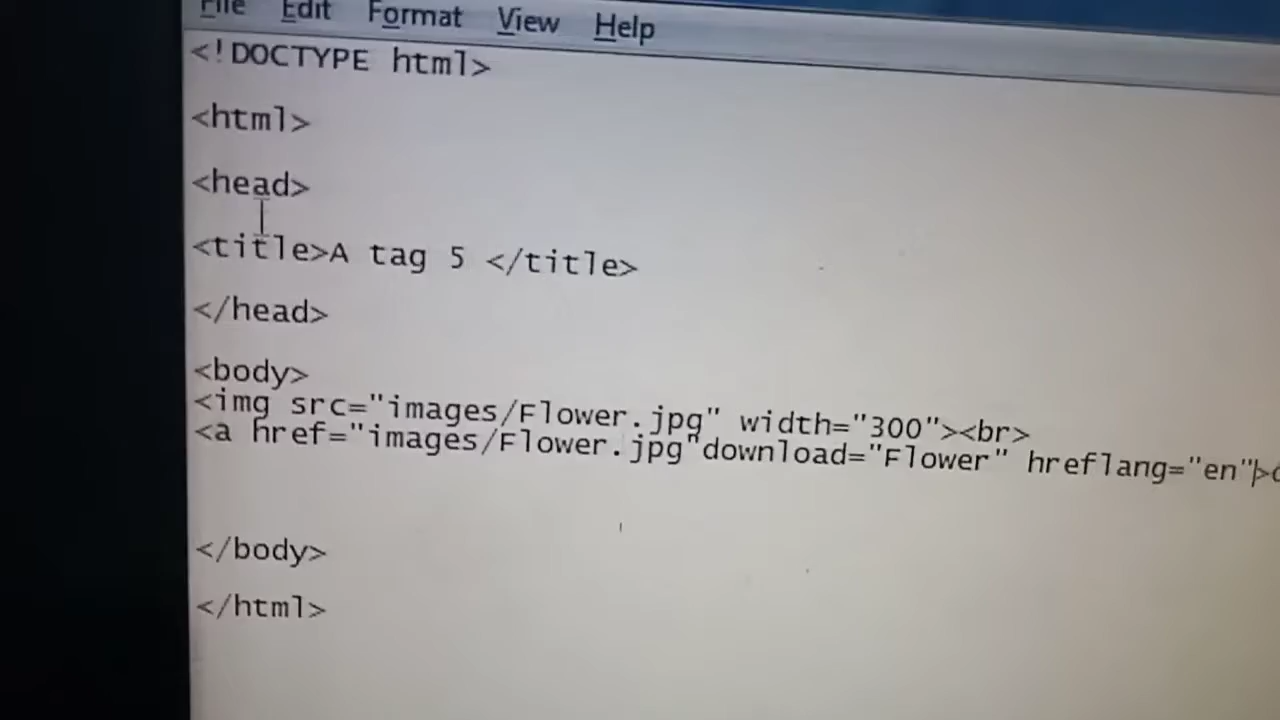 File Edit Format View Help
<!DOCTYPE html>
<html>
<head>
<title>A tag 5 </title>
</head>
<body>
<img src="images/Flower.jpg" width="300"><br>
<a href="images/Flower.jpg"download="Flower" hreflang="en">
</body>
</html>